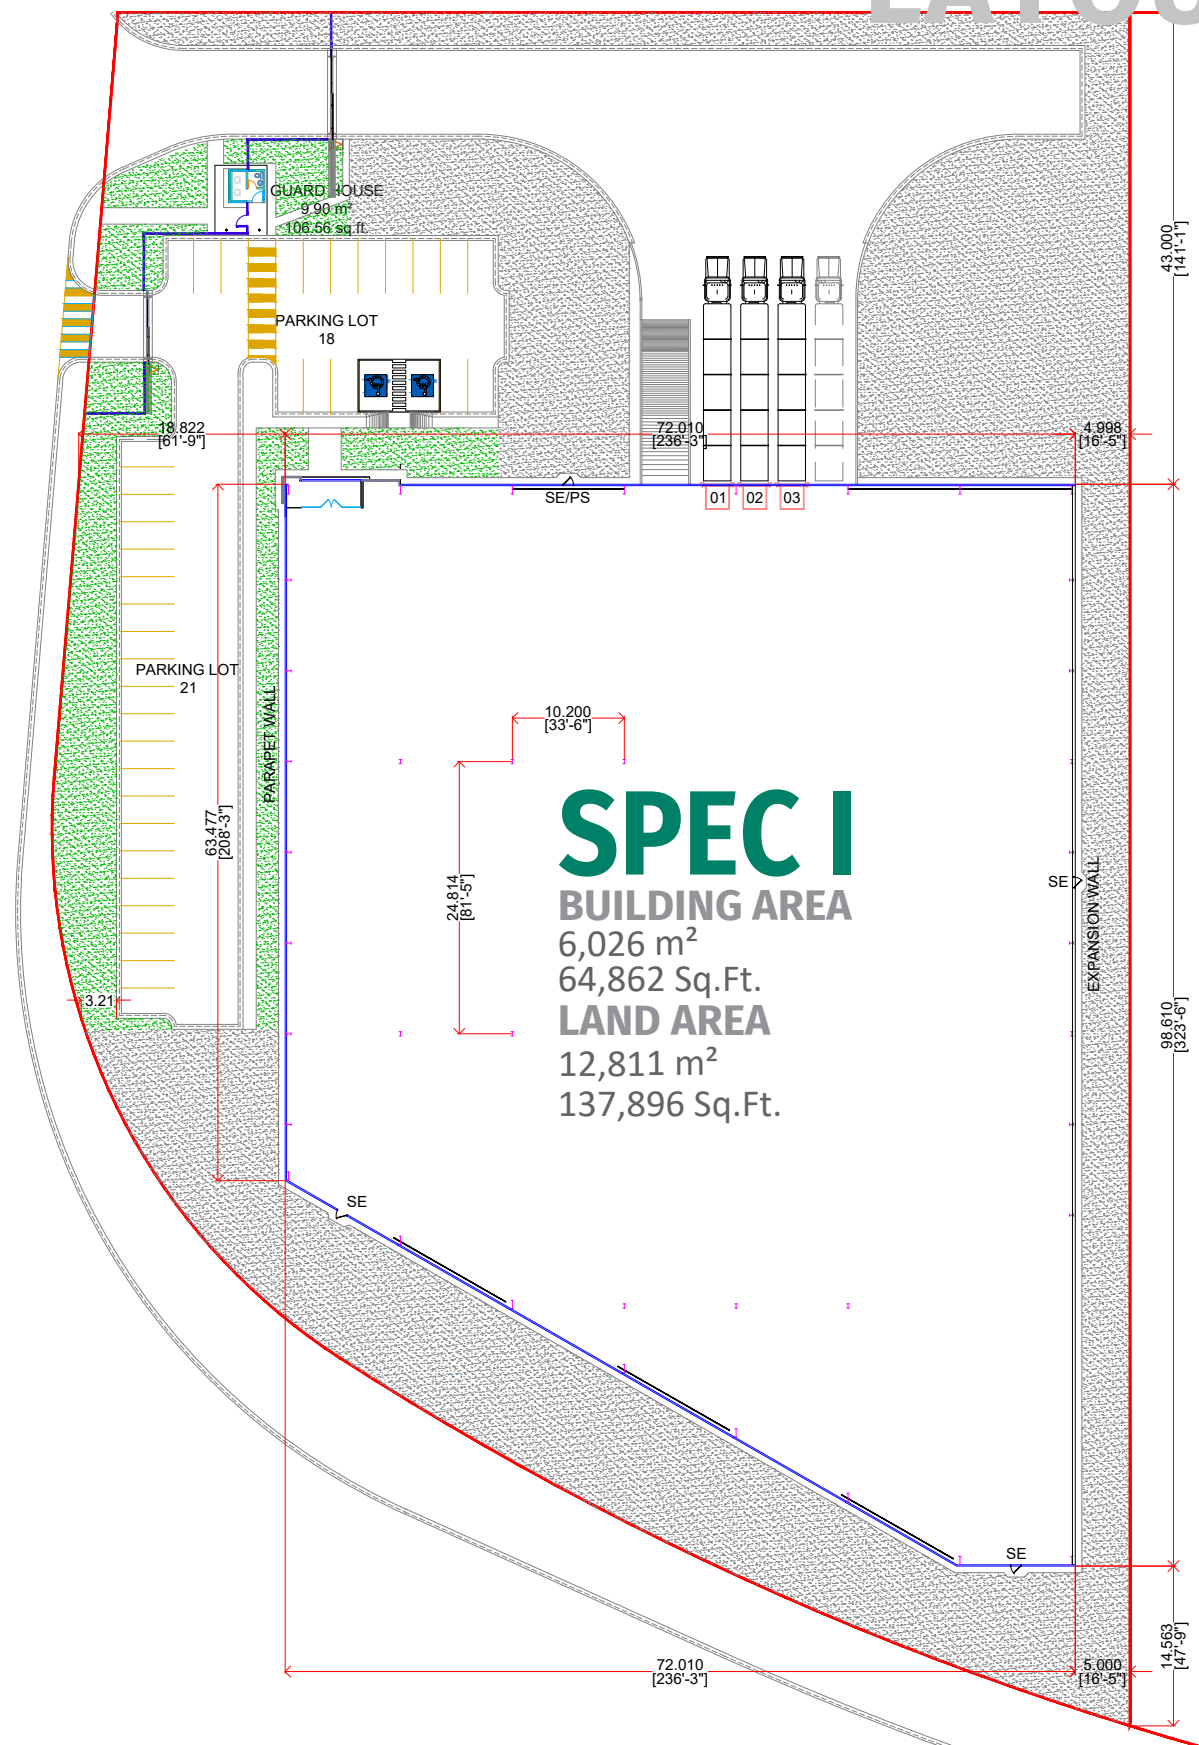 LAYOU
43.000
[141'-1"]
GUARD HOUSE
9.90 m²
106.56 sq.ft.
PARKING LOT
18
18.822
[61'-9"]
72.010
[236'-3"]
4.998
[16'-5"]
SE/PS
01
02
03
PARKING LOT
21
PARAPET WALL
63.477
[208'-3"]
10.200
[33'-6"]
24.814
[81'-5"]
SPEC I
BUILDING AREA
6,026 m²
64,862 Sq.Ft.
LAND AREA
12,811 m²
137,896 Sq.Ft.
SE
EXPANSION WALL
98.610
[323'-6"]
3.21
SE
SE
72.010
[236'-3"]
5.000
[16'-5"]
14.563
[47'-9"]